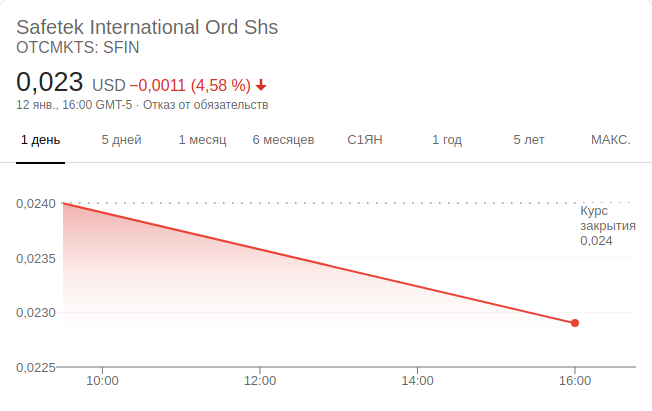 Safetek International Ord Shs
OTCMKTS: SFIN
0,023 USD −0,0011 (4,58 %)
12 янв., 16:00 GMT-5 · Отказ от обязательств
1 день 5 дней 1 месяц 6 месяцев С1ЯН 1 год 5 лет МАКС.
0,0240
Курс
закрытия
0,024
0,0235
0,0230
0,0225
10:00 12:00 14:00 16:00